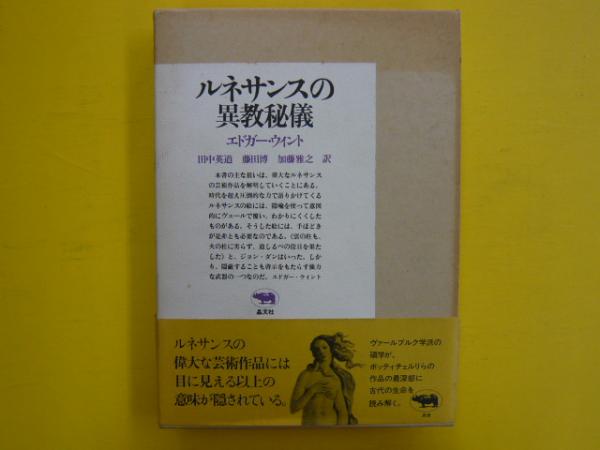 ルネサンスの
異教秘儀
エドガー・ウィント
田中英道 藤田博 加藤雅之 訳
本書の主な狙いは、偉大なルネサンス
の芸術作品を解明していくことにある。
時代を超え圧倒的な力で語りかけてくる
ルネサンスの絵には、隠喩を使って意図
的にヴェールで覆い、わかりにくくした
ものがある。そうした絵には、手ほどき
が是非とも必要なのである。《雲の柱も、
火の柱に劣らず、道しるべの役目を果た
した》と、ジョン・ダンはいった。しか
り、隠蔽することも啓示をもたらす強力
な武器の一つなのだ。エドガー・ウィント
晶文社
ルネサンスの
偉大な芸術作品には
目に見える以上の
意味が隠されている。
ヴァールブルク学派の
碩学が、
ボッティチェルリらの
作品の最深部に
古代の生命を
読み解く。